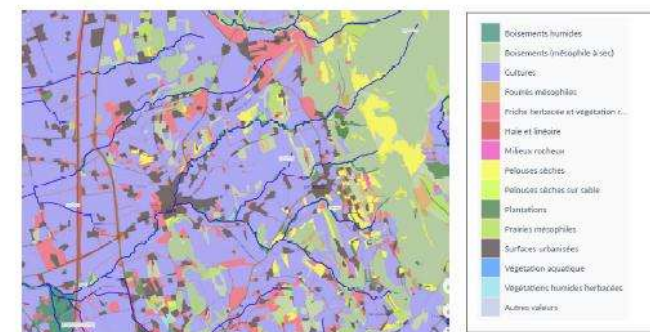 Boisements humides
Boisements (mésophile à sec)
Cultures
Fourrés mésophiles
Friche herbacée et végétation r...
Haie et linéaire
Milieux rocheux
Pelouses sèches
Pelouses sèches sur sable
Plantations
Prairies mésophiles
Surfaces urbanisées
Végétation aquatique
Végétations humides herbacées
Autres valeurs